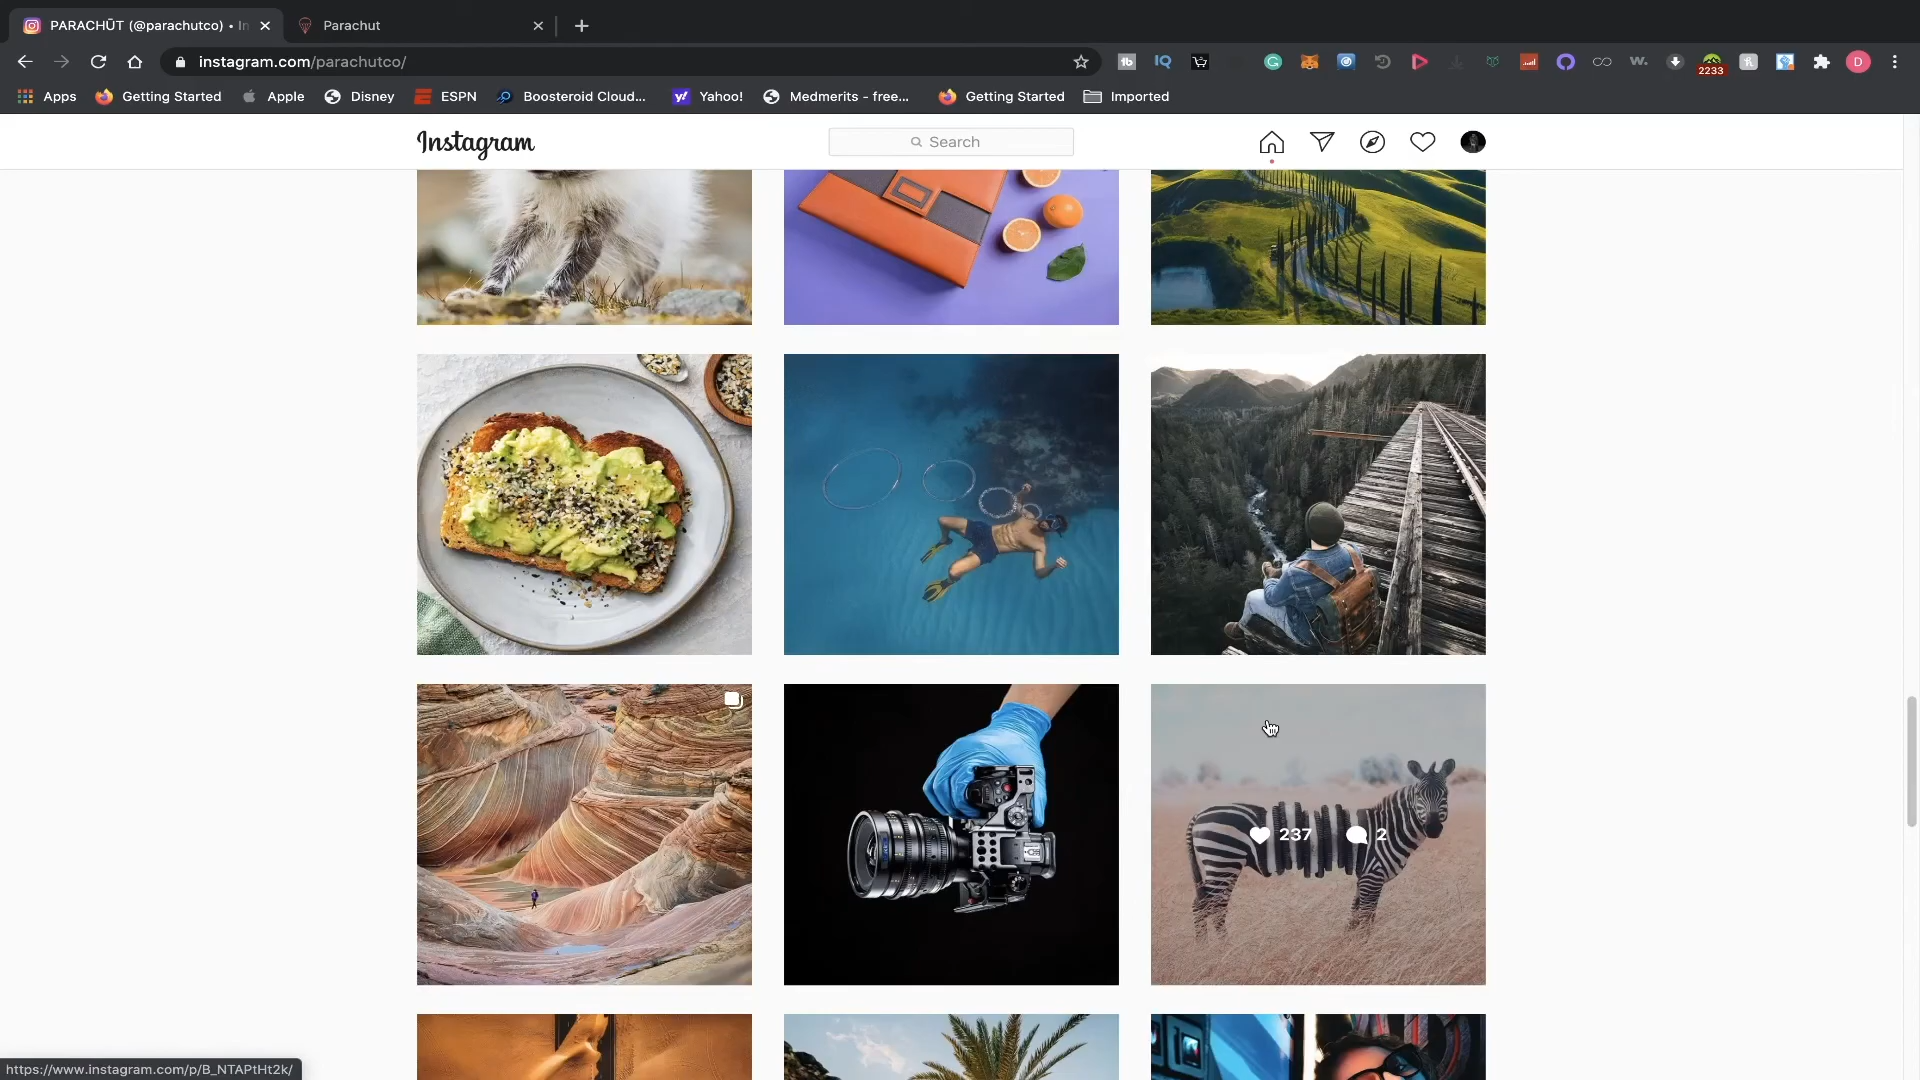 PARACHŪT (@parachutco) • In
Parachut
instagram.com/parachutco/
2233
Apps
Getting Started
Apple
Disney
ESPN
Boosteroid Cloud...
Yahoo!
Medmerits - free...
Getting Started
Imported
Instagram
Search
237
2
https://www.instagram.com/p/B_NTAPtHt2k/